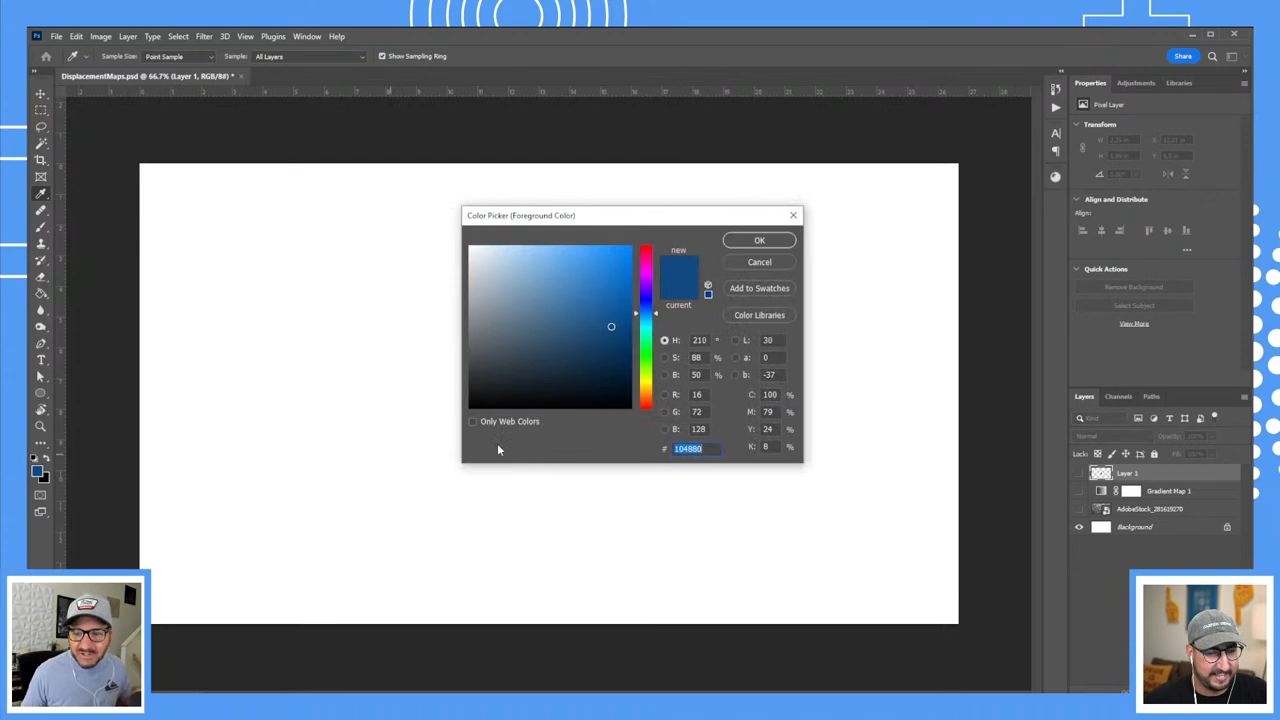 Ps File Edit Image Layer Type Select Filter 3D View Plugins Window Help
Sample Size: Point Sample Sample: All Layers Show Sampling Ring Share
DisplacementMaps.psd @ 66.7% (Layer 1, RGB/8#) * ×
Properties Adjustments Libraries
Pixel Layer
Transform
W X
H Y
Align and Distribute
Align:
Quick Actions
Remove Background
Select Subject
View More
Color Picker (Foreground Color)
new
current
OK
Cancel
Add to Swatches
Color Libraries
H: 210 ° L: 30
S: 88 % a: 0
B: 50 % b: -37
R: 16 C: 100 %
G: 72 M: 79 %
B: 128 Y: 24 %
# 104880 K: 8 %
Only Web Colors
Layers Channels Paths
Kind
Normal Opacity: 100%
Lock: Fill: 100%
Layer 1
Gradient Map 1
AdobeStock_281619270
Background